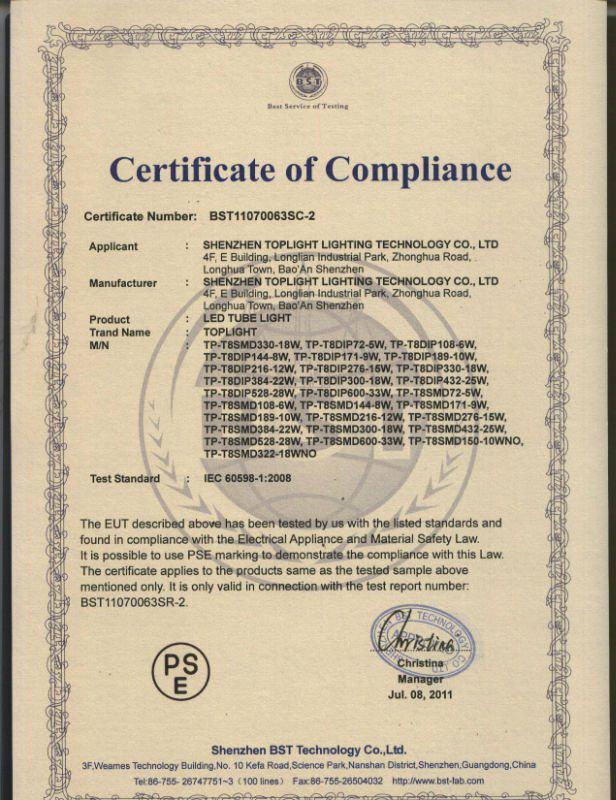 BST
Best Service of Testing
Certificate of Compliance
Certificate Number: BST11070063SC-2
Applicant : SHENZHEN TOPLIGHT LIGHTING TECHNOLOGY CO., LTD
4F, E Building, Longlian Industrial Park, Zhonghua Road,
Longhua Town, Bao'An Shenzhen
Manufacturer : SHENZHEN TOPLIGHT LIGHTING TECHNOLOGY CO., LTD
4F, E Building, Longlian Industrial Park, Zhonghua Road,
Longhua Town, Bao'An Shenzhen
Product : LED TUBE LIGHT
Trand Name : TOPLIGHT
M/N : TP-T8SMD330-18W, TP-T8DIP72-5W, TP-T8DIP108-6W,
TP-T8DIP144-8W, TP-T8DIP171-9W, TP-T8DIP189-10W,
TP-T8DIP216-12W, TP-T8DIP276-15W, TP-T8DIP330-18W,
TP-T8DIP384-22W, TP-T8DIP300-18W, TP-T8DIP432-25W,
TP-T8DIP528-28W, TP-T8DIP600-33W, TP-T8SMD72-5W,
TP-T8SMD108-6W, TP-T8SMD144-8W, TP-T8SMD171-9W,
TP-T8SMD189-10W, TP-T8SMD216-12W, TP-T8SMD276-15W,
TP-T8SMD384-22W, TP-T8SMD300-18W, TP-T8SMD432-25W,
TP-T8SMD528-28W, TP-T8SMD600-33W, TP-T8SMD150-10WNO,
TP-T8SMD322-18WNO
Test Standard : IEC 60598-1:2008
The EUT described above has been tested by us with the listed standards and
found in compliance with the Electrical Appliance and Material Safety Law.
It is possible to use PSE marking to demonstrate the compliance with this Law.
The certificate applies to the products same as the tested sample above
mentioned only. It is only valid in connection with the test report number:
BST11070063SR-2.
PS
E
Christina
Christina
Manager
Jul. 08, 2011
Shenzhen BST Technology Co.,Ltd.
3F,Weames Technology Building,No. 10 Kefa Road,Science Park,Nanshan District,Shenzhen,Guangdong,China
Tel:86-755- 26747751~3 (100 lines) Fax:86-755-26504032 http://www.bst-lab.com